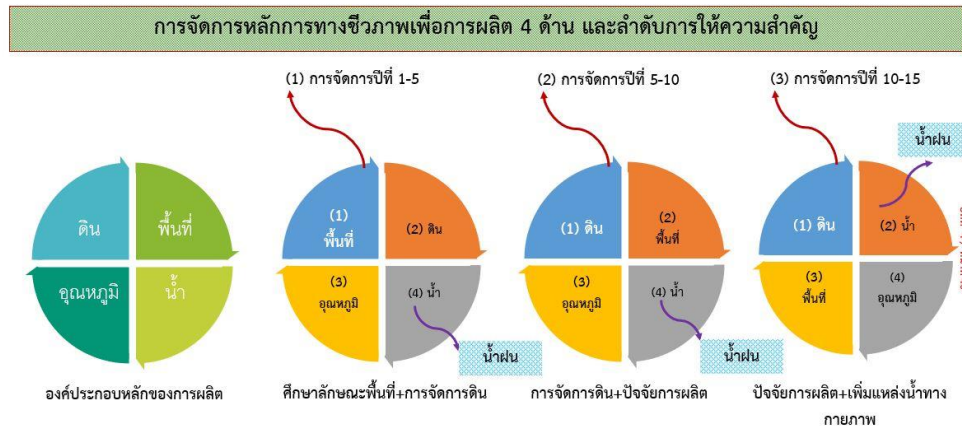 การจัดการหลักการทางชีวภาพเพื่อการผลิต 4 ด้าน และลำดับการให้ความสำคัญ
(1) การจัดการปีที่ 1-5
(2) การจัดการปีที่ 5-10
(3) การจัดการปีที่ 10-15
ดิน
พื้นที่
อุณหภูมิ
น้ำ
องค์ประกอบหลักของการผลิต
(1)
พื้นที่
(2) ดิน
(3)
อุณหภูมิ
(4) น้ำ
น้ำฝน
ศึกษาลักษณะพื้นที่+การจัดการดิน
(1) ดิน
(2)
พื้นที่
(3)
อุณหภูมิ
(4) น้ำ
น้ำฝน
การจัดการดิน+ปัจจัยการผลิต
น้ำฝน
(1) ดิน
(2) น้ำ
(3)
พื้นที่
(4)
อุณหภูมิ
ปัจจัยการผลิต+เพิ่มแหล่งน้ำทาง
กายภาพ